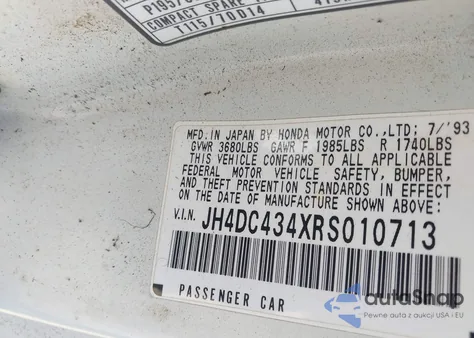 COMPACT SPARE
T115/70D14
MFD. IN JAPAN BY HONDA MOTOR CO.,LTD; 7/'93
GVWR 3680LBS GAWR F 1985LBS R 1740LBS
THIS VEHICLE CONFORMS TO ALL APPLICABLE
FEDERAL MOTOR VEHICLE SAFETY, BUMPER,
AND THEFT PREVENTION STANDARDS IN EFFECT
ON THE DATE OF MANUFACTURE SHOWN ABOVE:
V.I.N. JH4DC434XRS010713
PASSENGER CAR
autoSnap
Pewne auta z aukcji USA i EU